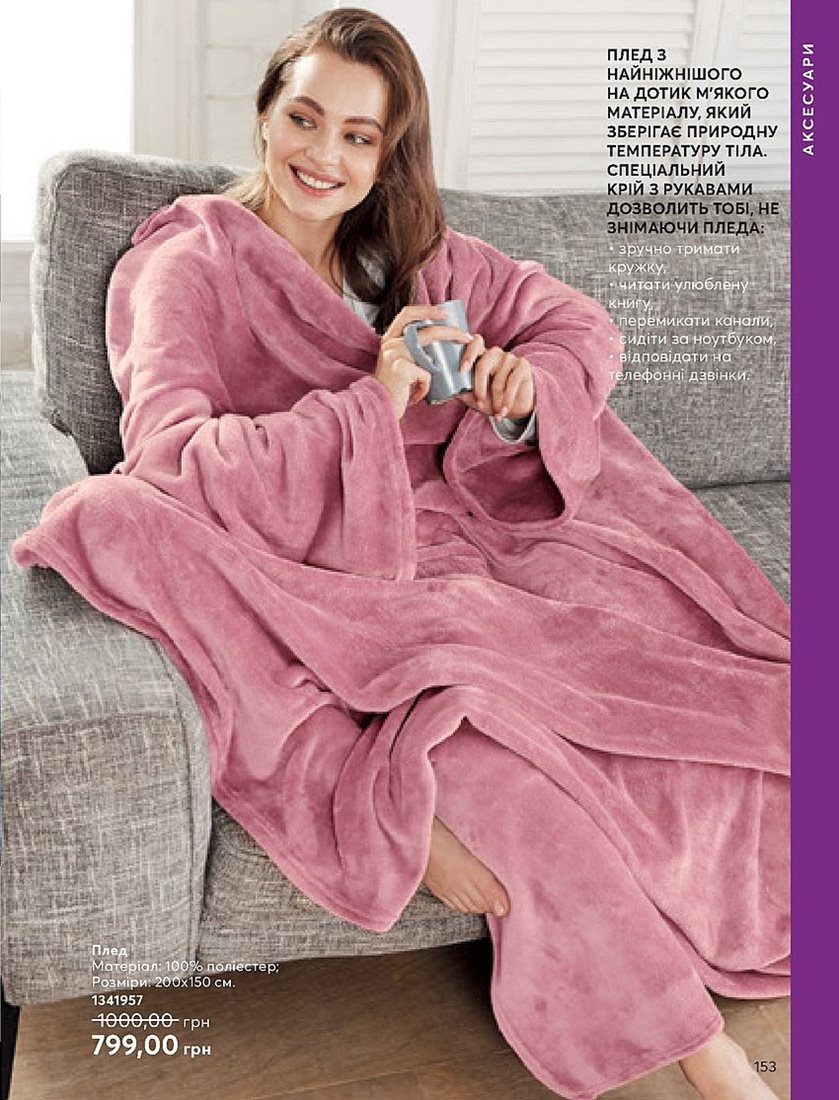 АКСЕСУАРИ
ПЛЕД З
НАЙНІЖНІШОГО
НА ДОТИК М'ЯКОГО
МАТЕРІАЛУ, ЯКИЙ
ЗБЕРІГАЄ ПРИРОДНУ
ТЕМПЕРАТУРУ ТІЛА.
СПЕЦІАЛЬНИЙ
КРІЙ З РУКАВАМИ
ДОЗВОЛИТЬ ТОБІ, НЕ
ЗНІМАЮЧИ ПЛЕДА:
• зручно тримати
кружку,
• читати улюблену
книгу,
• перемикати канали,
• сидіти за ноутбуком,
• відповідати на
телефонні дзвінки.
Плед
Матеріал: 100% поліестер;
Розміри: 200х150 см.
1341957
1000,00 грн
799,00 грн
153